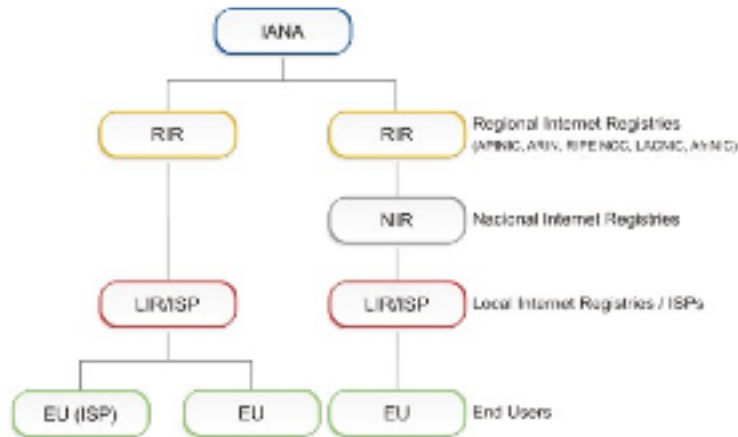 IANA
RIR
RIR
Regional Internet Registries
(APNIC, ARIN, RIPE NCC, LACNIC, AfriNIC)
NIR
Nacional Internet Registries
LIR/ISP
LIR/ISP
Local Internet Registries / ISPs
EU (ISP)
EU
EU
End Users